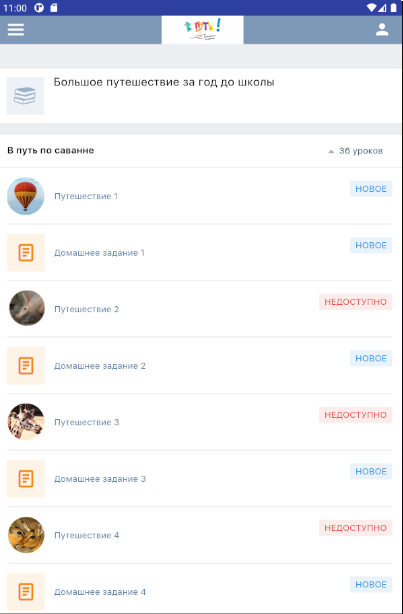 11:00
В ПУТЬ!
Большое путешествие за год до школы
В путь по саванне
36 уроков
Путешествие 1
НОВОЕ
Домашнее задание 1
НОВОЕ
Путешествие 2
НЕДОСТУПНО
Домашнее задание 2
НОВОЕ
Путешествие 3
НЕДОСТУПНО
Домашнее задание 3
НОВОЕ
Путешествие 4
НЕДОСТУПНО
Домашнее задание 4
НОВОЕ